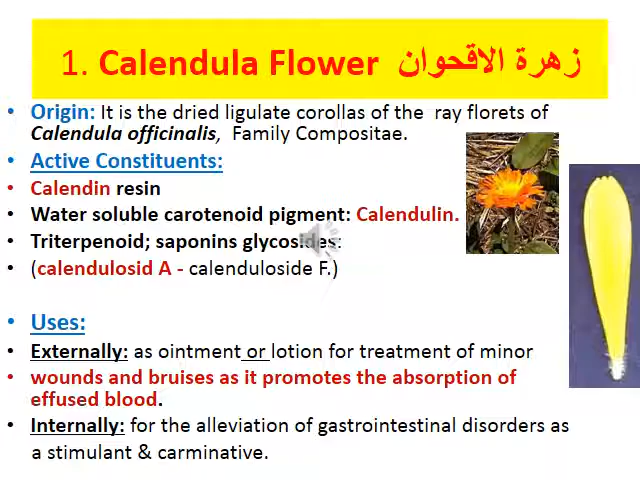 1. Calendula Flower زهرة الاقحوان
• Origin: It is the dried ligulate corollas of the ray florets of
Calendula officinalis, Family Compositae.
• Active Constituents:
• Calendin resin
• Water soluble carotenoid pigment: Calendulin.
• Triterpenoid; saponins glycosides:
• (calendulosid A - calenduloside F.)
• Uses:
• Externally: as ointment or lotion for treatment of minor
• wounds and bruises as it promotes the absorption of
effused blood.
• Internally: for the alleviation of gastrointestinal disorders as
a stimulant & carminative.